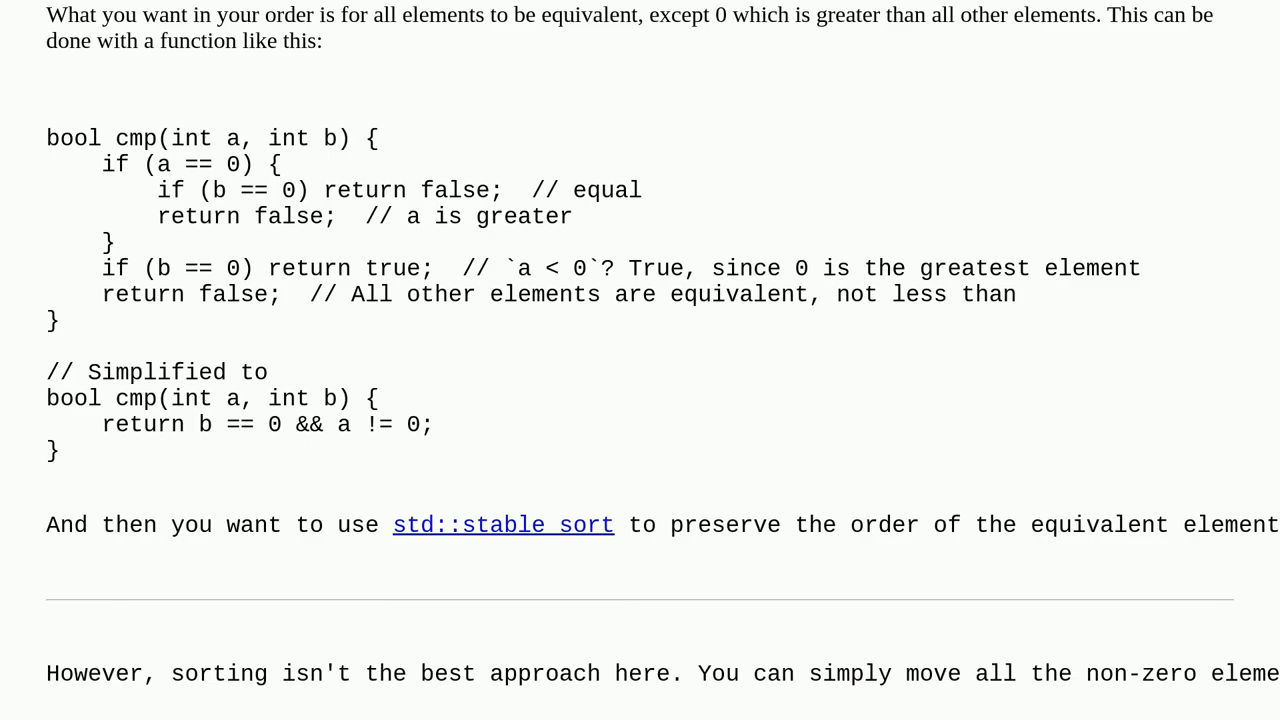 What you want in your order is for all elements to be equivalent, except 0 which is greater than all other elements. This can be
done with a function like this:
bool cmp(int a, int b) {
    if (a == 0) {
        if (b == 0) return false;  // equal
        return false;  // a is greater
    }
    if (b == 0) return true;  // `a < 0`? True, since 0 is the greatest element
    return false;  // All other elements are equivalent, not less than
}
// Simplified to
bool cmp(int a, int b) {
    return b == 0 && a != 0;
}
And then you want to use std::stable_sort to preserve the order of the equivalent element
However, sorting isn't the best approach here. You can simply move all the non-zero eleme